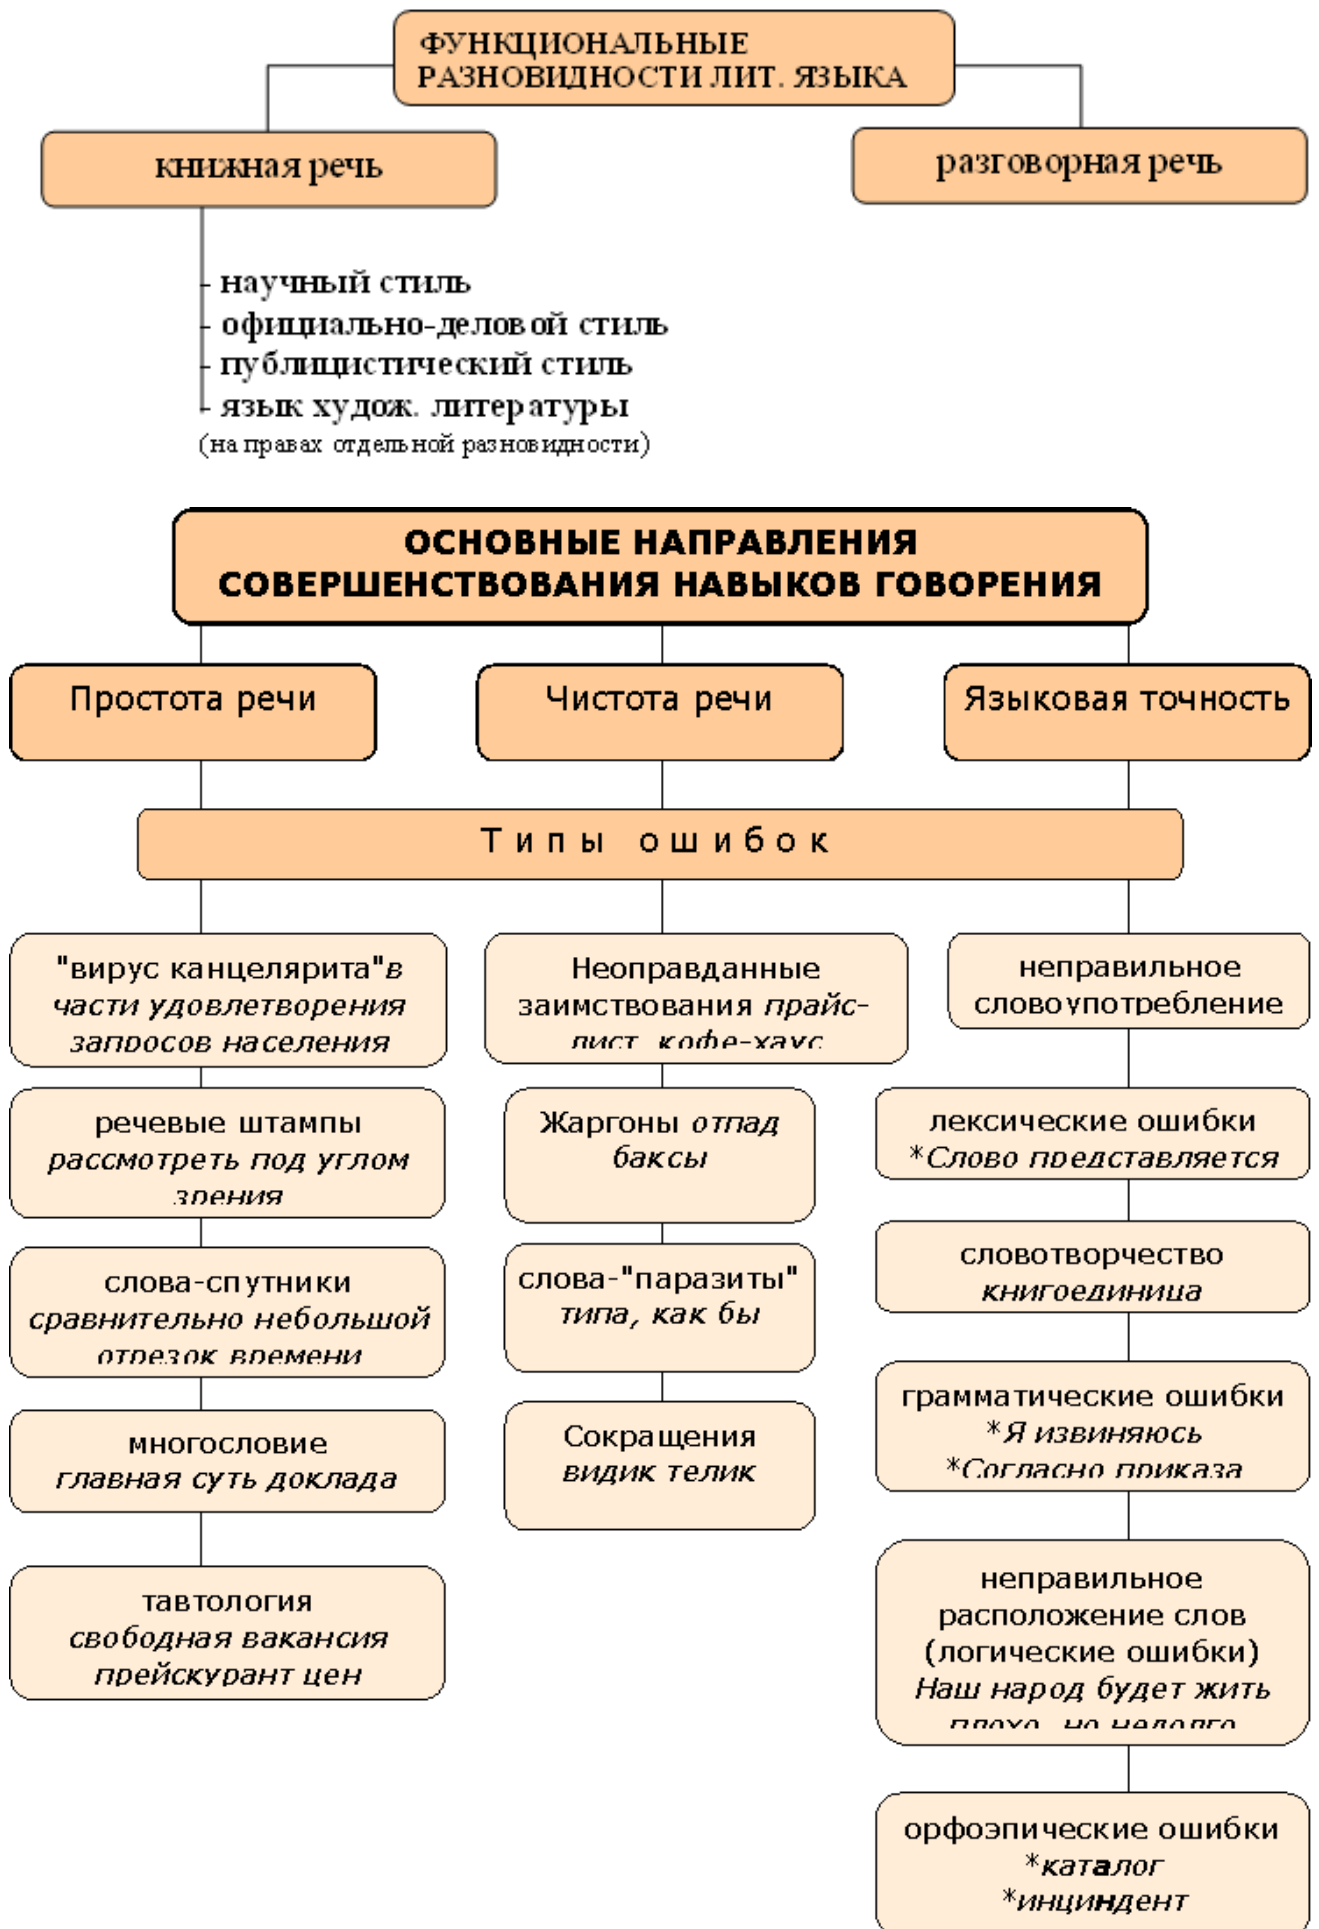 ФУНКЦИОНАЛЬНЫЕ
РАЗНОВИДНОСТИ ЛИТ. ЯЗЫКА
книжная речь
разговорная речь
- научный стиль
- официально-деловой стиль
- публицистический стиль
- язык худож. литературы
(на правах отдельной разновидности)
ОСНОВНЫЕ НАПРАВЛЕНИЯ
СОВЕРШЕНСТВОВАНИЯ НАВЫКОВ ГОВОРЕНИЯ
Простота речи
Чистота речи
Языковая точность
Типы ошибок
"вирус канцелярита"в
части удовлетворения
запросов населения
речевые штампы
рассмотреть под углом
зрения
слова-спутники
сравнительно небольшой
отрезок времени
многословие
главная суть доклада
тавтология
свободная вакансия
прейскурант цен
Неоправданные
заимствования прайс-
лист, кофе-хаус
Жаргоны отпад
баксы
слова-"паразиты"
типа, как бы
Сокращения
видик телик
неправильное
словоупотребление
лексические ошибки
*Слово представляется
словотворчество
книгоединица
грамматические ошибки
*Я извиняюсь
*Согласно приказа
неправильное
расположение слов
(логические ошибки)
Наш народ будет жить
плохо, но недолго
орфоэпические ошибки
*каталог
*инциндент